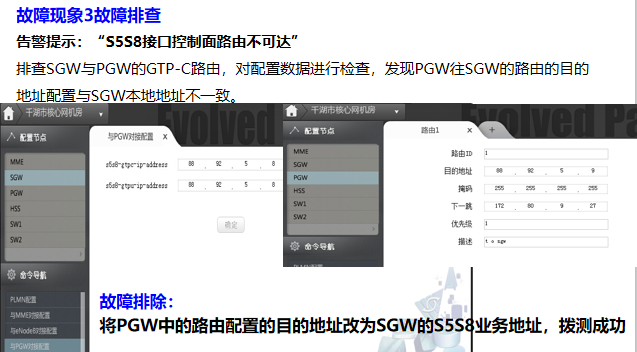 故障现象3故障排查
告警提示：“S5S8接口控制面路由不可达”
排查SGW与PGW的GTP-C路由，对配置数据进行检查，发现PGW往SGW的路由的目的
地址配置与SGW本地地址不一致。
千湖市核心网机房
Evolved
配置节点
与PGW对接配置 x
MME
SGW
PGW
HSS
SW1
SW2
s5s8-gtpc-ip-address 88 . 92 . 5 . 8
s5s8-gtpu-ip-address 88 . 92 . 5 . 8
确定
命令导航
PLMN配置
与MME对接配置
与eNodeB对接配置
与PGW对接配置
千湖市核心网机房
Evolved Pa
配置节点
路由1 x +
MME
SGW
PGW
HSS
SW1
SW2
路由ID 1
目的地址 88 . 92 . 5 . 9
掩码 255 . 255 . 255 . 255
下一跳 172 . 80 . 9 . 27
优先级 1
描述 t o sgw
命令导航
故障排除：
将PGW中的路由配置的目的地址改为SGW的S5S8业务地址，拨测成功